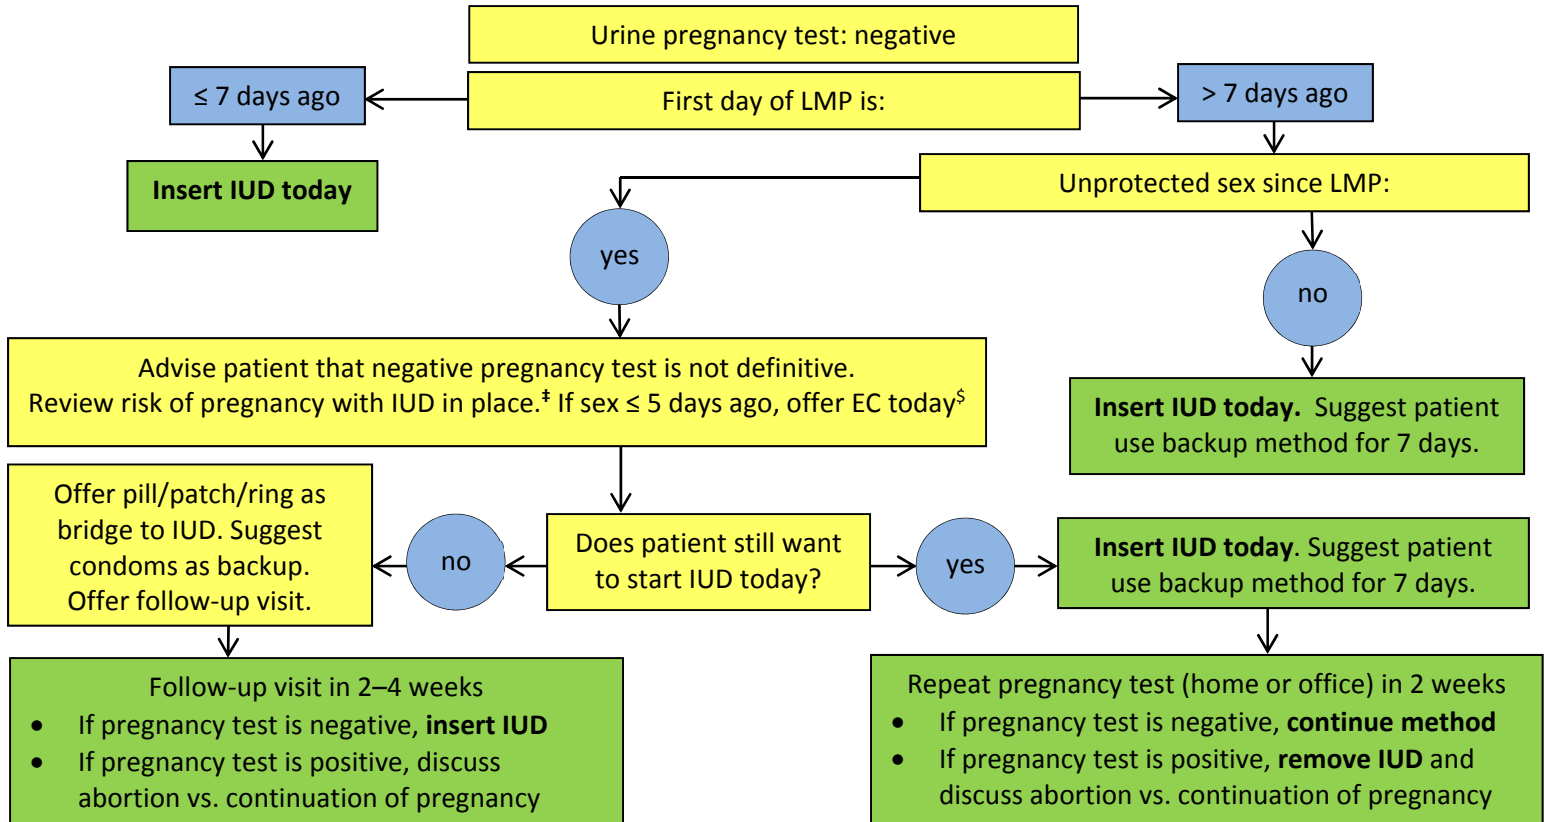 Urine pregnancy test: negative
≤ 7 days ago
First day of LMP is:
> 7 days ago
Insert IUD today
Unprotected sex since LMP:
yes
no
Advise patient that negative pregnancy test is not definitive.
Review risk of pregnancy with IUD in place.‡ If sex ≤ 5 days ago, offer EC today$
Insert IUD today. Suggest patient
use backup method for 7 days.
Offer pill/patch/ring as
bridge to IUD. Suggest
condoms as backup.
Offer follow-up visit.
no
Does patient still want
to start IUD today?
yes
Insert IUD today. Suggest patient
use backup method for 7 days.
Follow-up visit in 2–4 weeks
• If pregnancy test is negative, insert IUD
• If pregnancy test is positive, discuss
abortion vs. continuation of pregnancy
Repeat pregnancy test (home or office) in 2 weeks
• If pregnancy test is negative, continue method
• If pregnancy test is positive, remove IUD and
discuss abortion vs. continuation of pregnancy